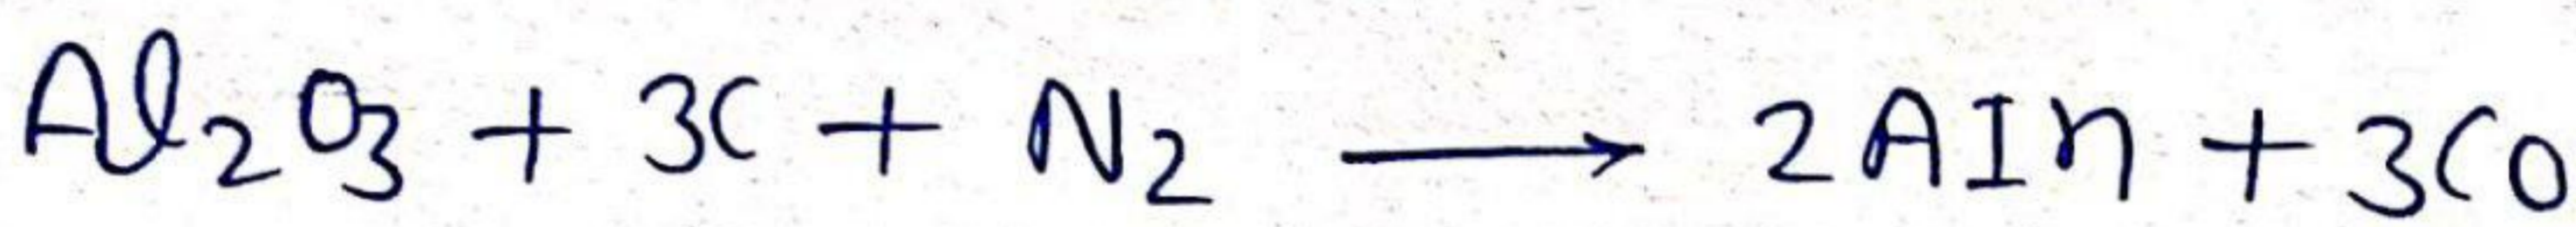 Al₂O₃ + 3C + N₂ ⟶ 2AIn + 3CO